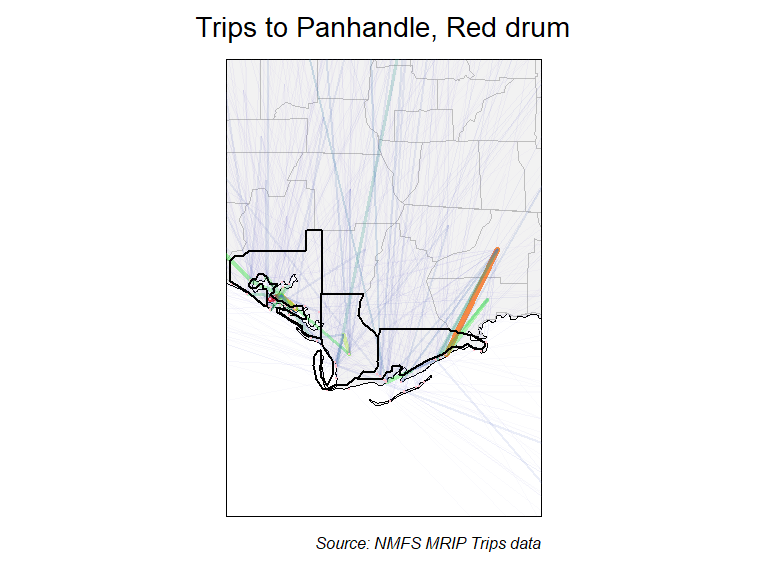 Trips to Panhandle, Red drum
Source: NMFS MRIP Trips data